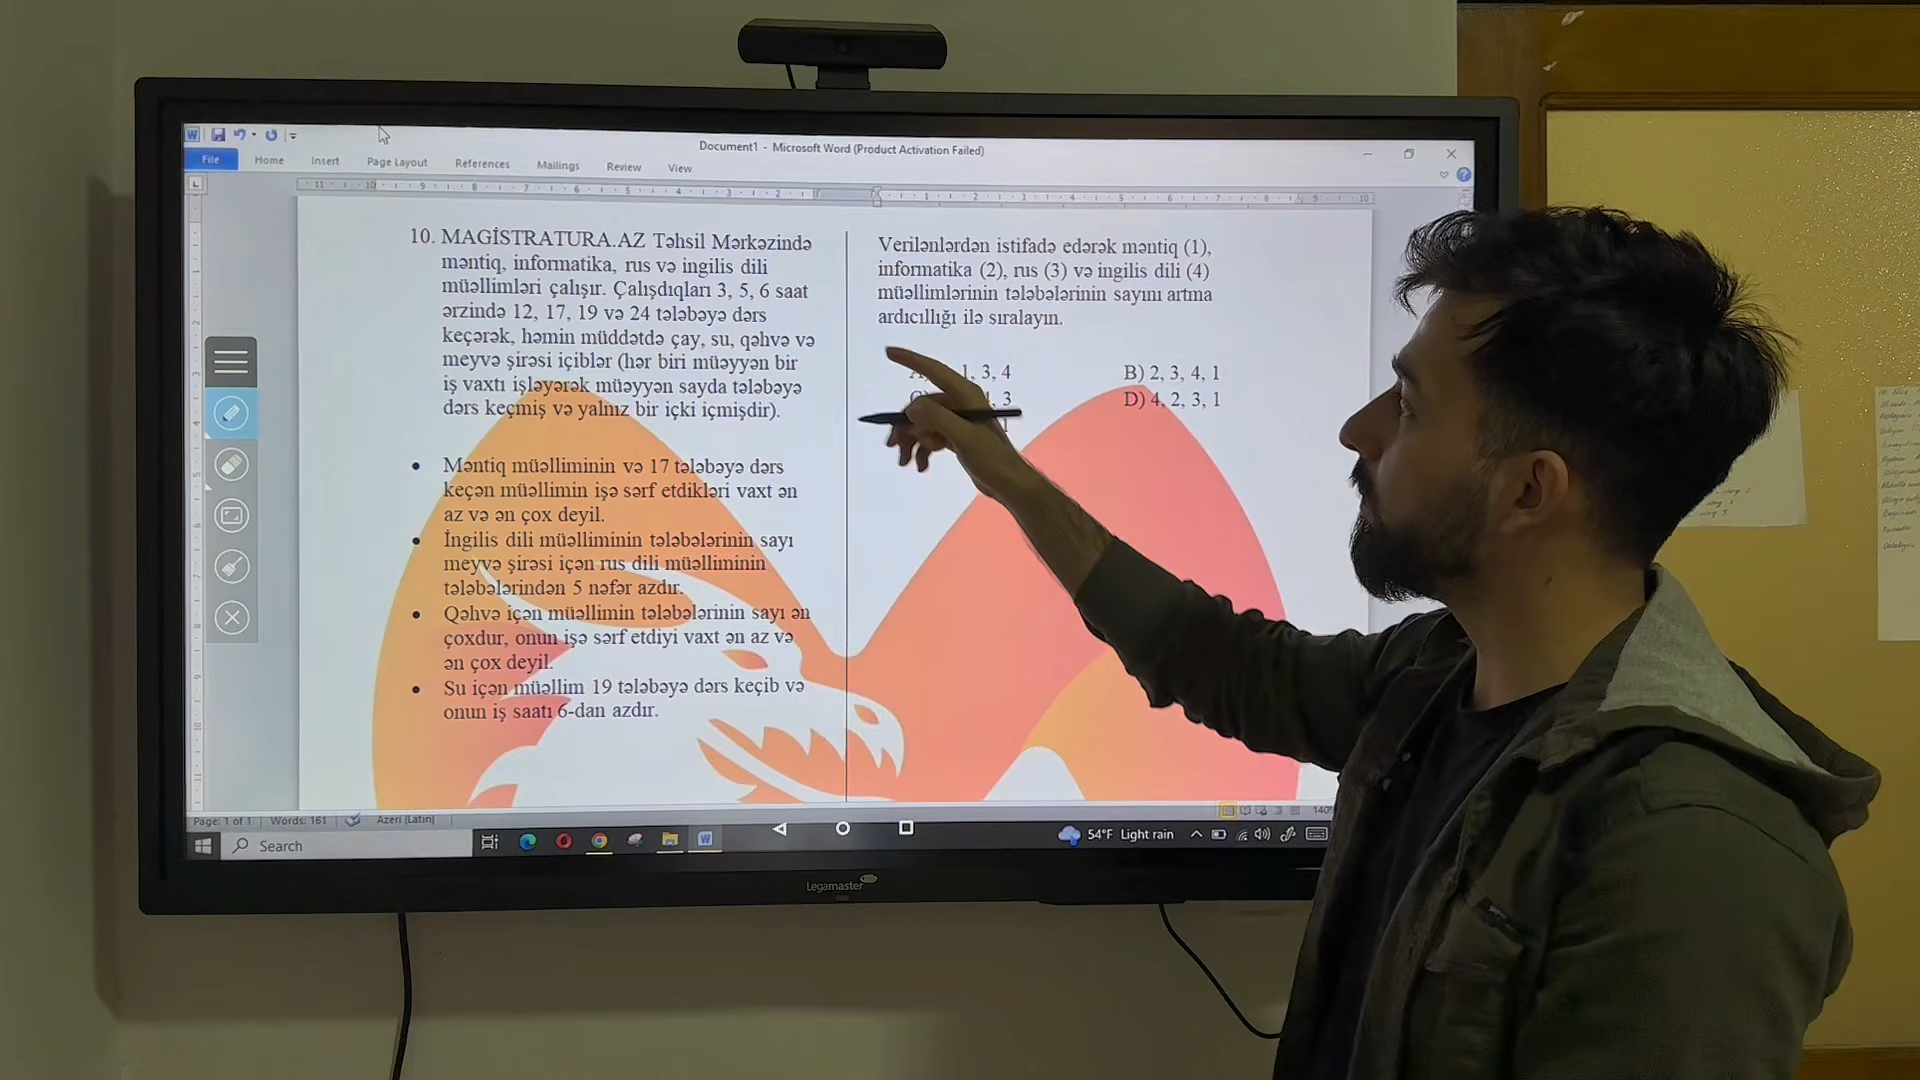 Document1 - Microsoft Word (Product Activation Failed)
File Home Insert Page Layout References Mailings Review View
10. MAGİSTRATURA.AZ Təhsil Mərkəzində
məntiq, informatika, rus və ingilis dili
müəllimləri çalışır. Çalışdıqları 3, 5, 6 saat
ərzində 12, 17, 19 və 24 tələbəyə dərs
keçərək, həmin müddətdə çay, su, qəhvə və
meyvə şirəsi içiblər (hər biri müəyyən bir
iş vaxtı işləyərək müəyyən sayda tələbəyə
dərs keçmiş və yalnız bir içki içmişdir).
• Məntiq müəlliminin və 17 tələbəyə dərs
keçən müəllimin işə sərf etdikləri vaxt ən
az və ən çox deyil.
• İngilis dili müəlliminin tələbələrinin sayı
meyvə şirəsi içən rus dili müəlliminin
tələbələrindən 5 nəfər azdır.
• Qəhvə içən müəllimin tələbələrinin sayı ən
çoxdur, onun işə sərf etdiyi vaxt ən az və
ən çox deyil.
• Su içən müəllim 19 tələbəyə dərs keçib və
onun iş saatı 6-dan azdır.
Verilənlərdən istifadə edərək məntiq (1),
informatika (2), rus (3) və ingilis dili (4)
müəllimlərinin tələbələrinin sayını artma
ardıcıllığı ilə sıralayın.
1, 3, 4
B) 2, 3, 4, 1
3
D) 4, 2, 3, 1
1
Page: 1 of 1 Words: 161 Azeri (Latin)
140%
Search
54°F Light rain
Legamaster